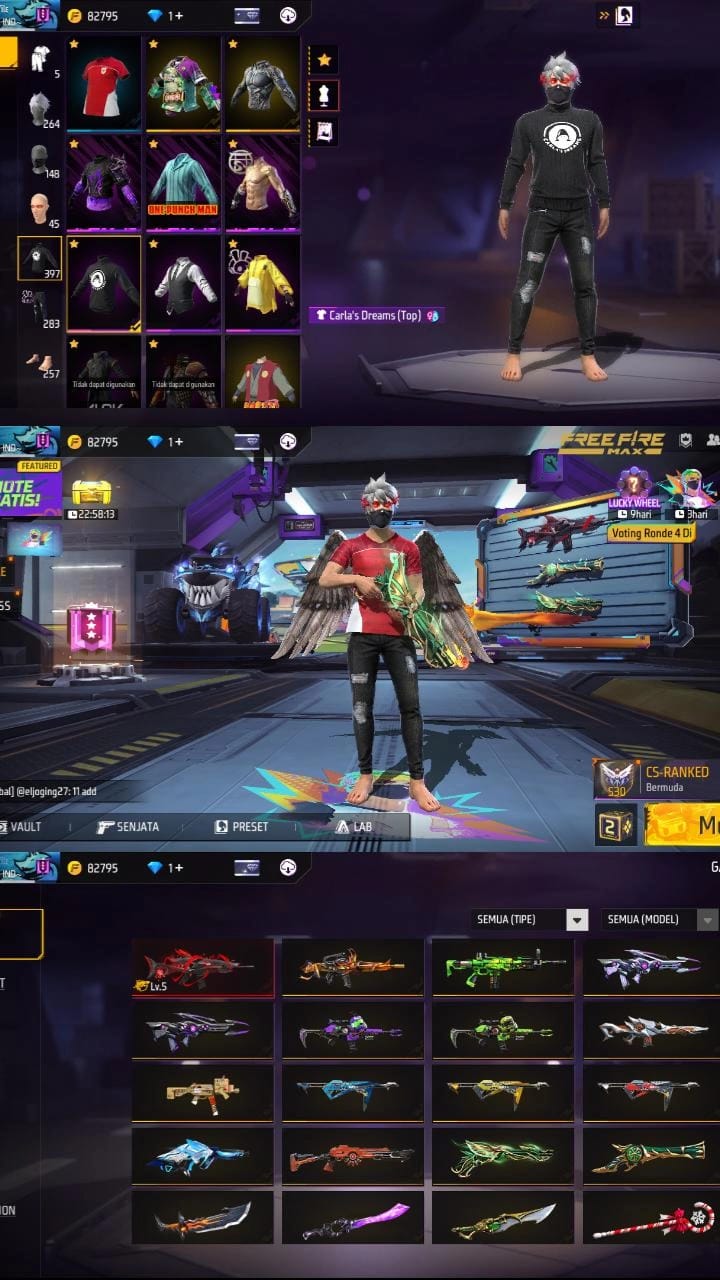 IND
82795
1+
5
264
148
45
ONE PUNCH MAN
397
Carla's Dreams (Top)
283
Tidak dapat digunakan
Tidak dapat digunakan
257
IND
82795
1+
FREE FIRE
MAX
FEATURED
ATIS!
22:58:13
LUCKY WHEEL
9hari
3hari
Voting Ronde 4 Di
bal] @eljoging27: 11 add
530
CS-RANKED
Bermuda
VAULT
SENJATA
PRESET
LAB
2
IND
82795
1+
SEMUA (TIPE)
SEMUA (MODEL)
Lv.5